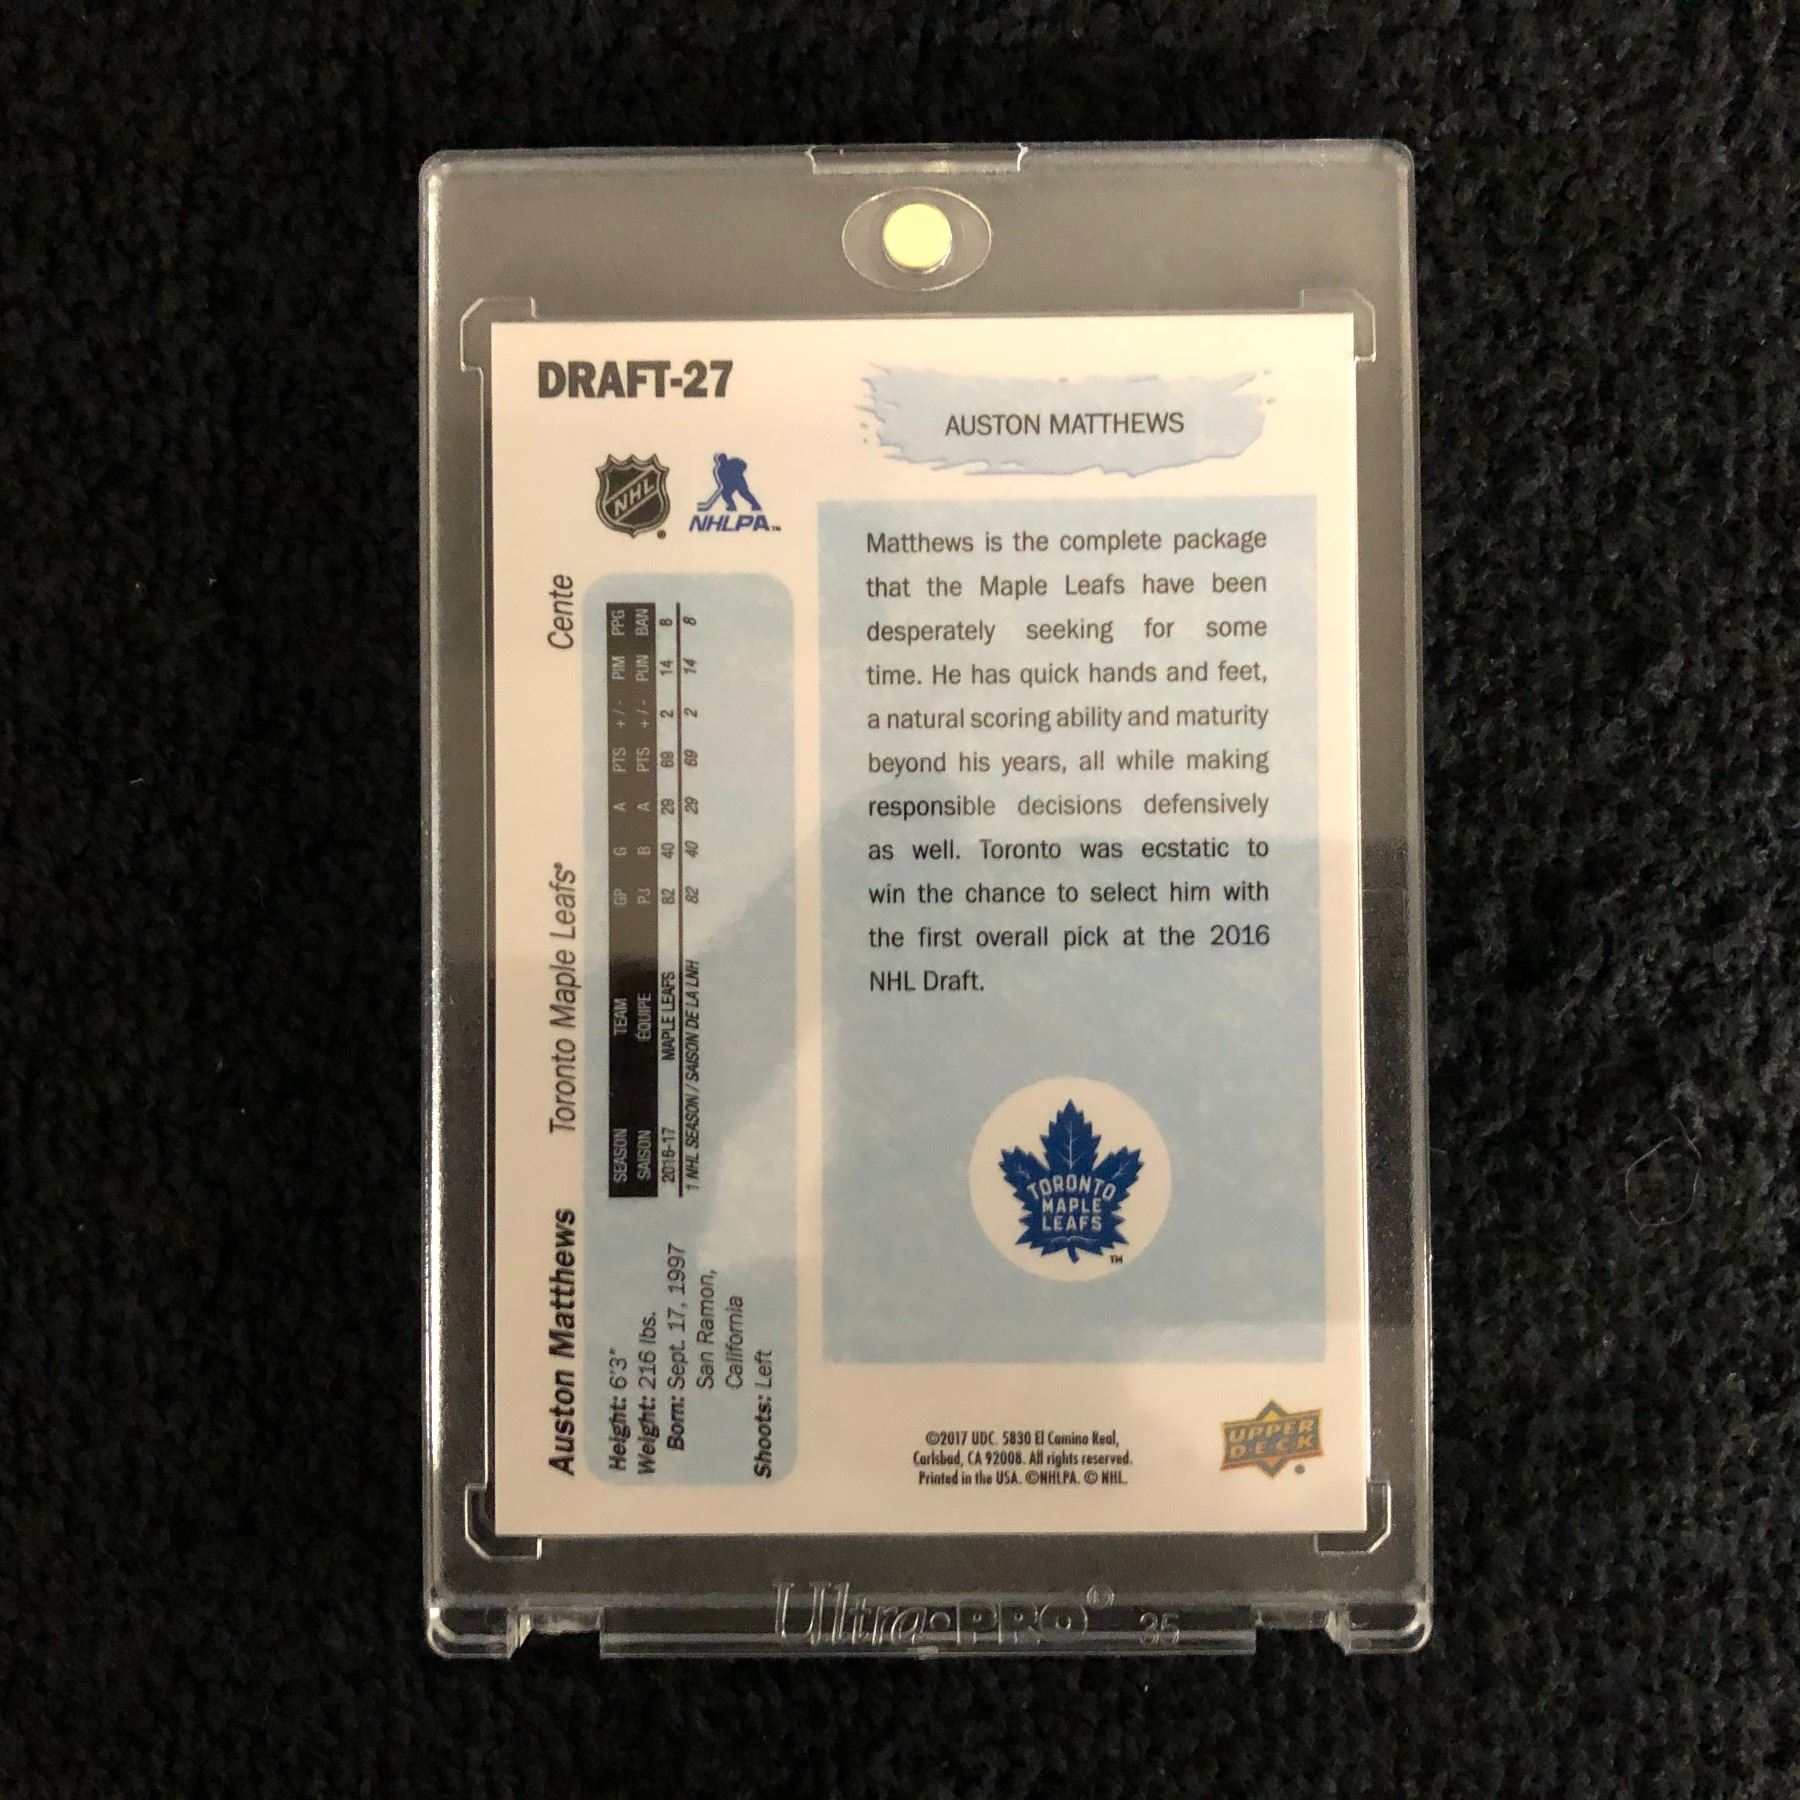 DRAFT-27
AUSTON MATTHEWS
NHL
NHLPA™
Matthews is the complete package
that the Maple Leafs have been
desperately seeking for some
time. He has quick hands and feet,
a natural scoring ability and maturity
beyond his years, all while making
responsible decisions defensively
as well. Toronto was ecstatic to
win the chance to select him with
the first overall pick at the 2016
NHL Draft.
TORONTO
MAPLE
LEAFS
TM
Auston Matthews Toronto Maple Leafs® Cente
Height: 6'3"
Weight: 216 lbs.
Born: Sept. 17, 1997
San Ramon,
California
Shoots: Left
SEASON TEAM GP G A PTS +/- PIM PPG
SAISON ÉQUIPE PJ B A PTS +/- PUN BAN
2016-17 MAPLE LEAFS 82 40 29 69 2 14 8
1 NHL SEASON / SAISON DE LA LNH 82 40 29 69 2 14 8
©2017 UDC. 5830 El Camino Real,
Carlsbad, CA 92008. All rights reserved.
Printed in the USA. ©NHLPA. © NHL.
UPPER
DECK
Ultra•PRO® 35